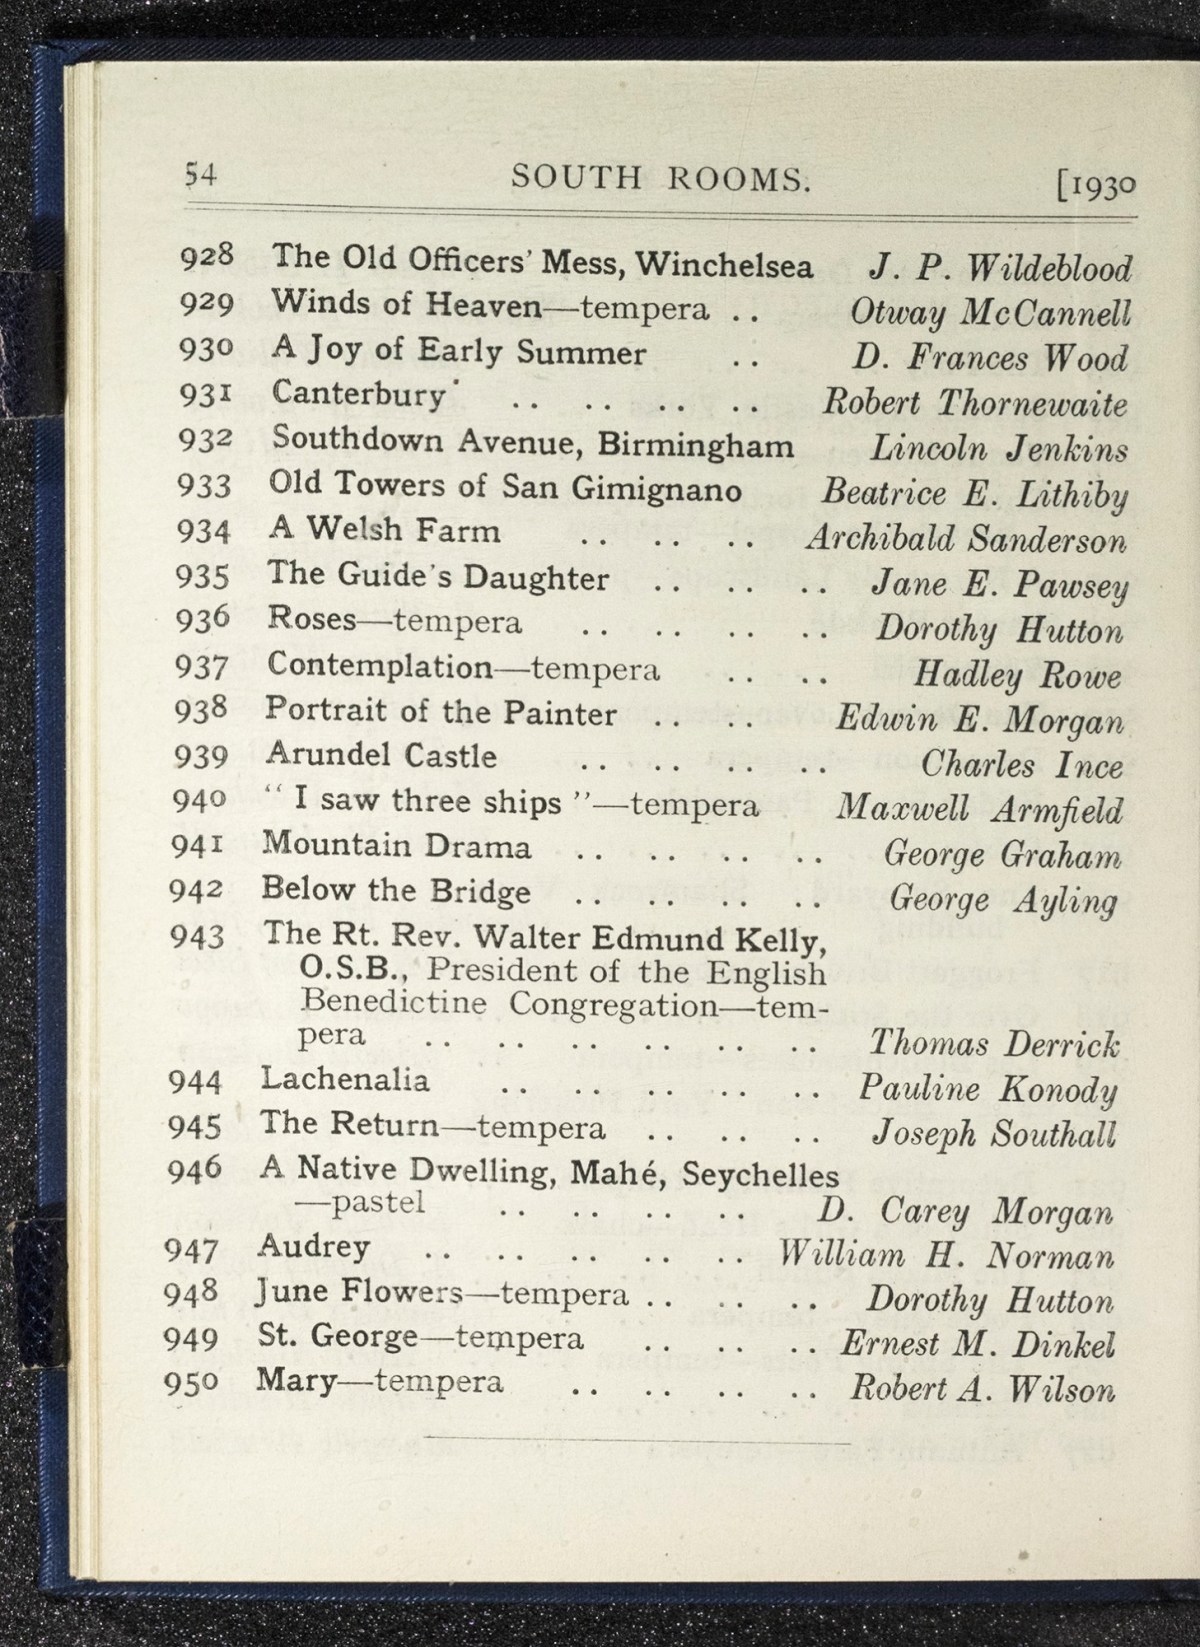 54 SOUTH ROOMS. [1930
928 The Old Officers' Mess, Winchelsea J. P. Wildeblood
929 Winds of Heaven—tempera .. Otway McCannell
930 A Joy of Early Summer .. D. Frances Wood
931 Canterbury .. .. .. .. Robert Thornewaite
932 Southdown Avenue, Birmingham Lincoln Jenkins
933 Old Towers of San Gimignano Beatrice E. Lithiby
934 A Welsh Farm .. .. .. Archibald Sanderson
935 The Guide's Daughter .. .. .. Jane E. Pawsey
936 Roses—tempera .. .. .. .. Dorothy Hutton
937 Contemplation—tempera .. .. Hadley Rowe
938 Portrait of the Painter .. .. Edwin E. Morgan
939 Arundel Castle .. .. .. .. Charles Ince
940 “ I saw three ships ”—tempera Maxwell Armfield
941 Mountain Drama .. .. .. .. George Graham
942 Below the Bridge .. .. .. .. George Ayling
943 The Rt. Rev. Walter Edmund Kelly,
O.S.B., President of the English
Benedictine Congregation—tem-
pera .. .. .. .. .. .. Thomas Derrick
944 Lachenalia .. .. .. .. .. Pauline Konody
945 The Return—tempera .. .. .. Joseph Southall
946 A Native Dwelling, Mahé, Seychelles
—pastel .. .. .. .. D. Carey Morgan
947 Audrey .. .. .. .. .. William H. Norman
948 June Flowers—tempera .. .. .. Dorothy Hutton
949 St. George—tempera .. .. .. Ernest M. Dinkel
950 Mary—tempera .. .. .. .. Robert A. Wilson